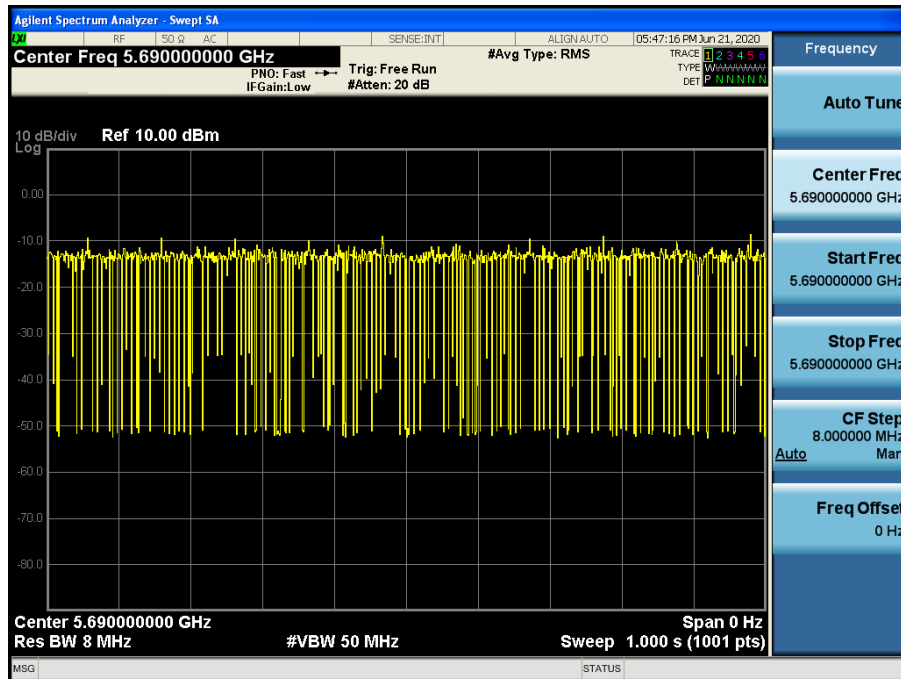 Agilent Spectrum Analyzer - Swept SA
LXI RF 50 Ω AC SENSE:INT ALIGN AUTO 05:47:16 PM Jun 21, 2020
Center Freq 5.690000000 GHz
PNO: Fast
IFGain:Low
Trig: Free Run
#Atten: 20 dB
#Avg Type: RMS
TRACE 1 2 3 4 5 6
TYPE WWWWWW
DET P N N N N N
10 dB/div Ref 10.00 dBm
Log
0.00
-10.0
-20.0
-30.0
-40.0
-50.0
-60.0
-70.0
-80.0
Center 5.690000000 GHz Span 0 Hz
Res BW 8 MHz #VBW 50 MHz Sweep 1.000 s (1001 pts)
MSG STATUS
Frequency
Auto Tune
Center Freq
5.690000000 GHz
Start Freq
5.690000000 GHz
Stop Freq
5.690000000 GHz
CF Step
8.000000 MHz
Auto Man
Freq Offset
0 Hz